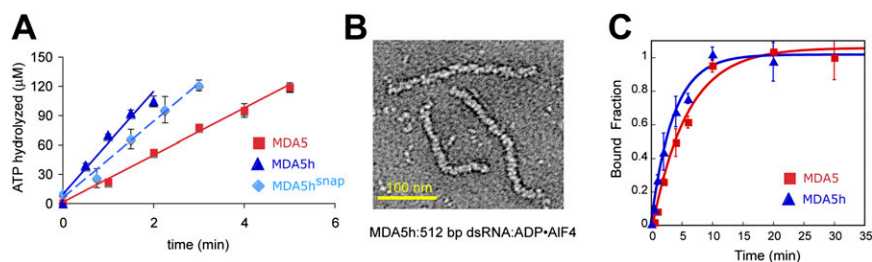 A
ATP hydrolyzed (μM)
150
120
90
60
30
0
0
2
4
6
time (min)
MDA5
MDA5h
MDA5hsnap
B
100 nm
MDA5h:512 bp dsRNA:ADP•AlF4
C
Bound Fraction
1
0.8
0.6
0.4
0.2
0
0
5
10
15
20
25
30
35
Time (min)
MDA5
MDA5h